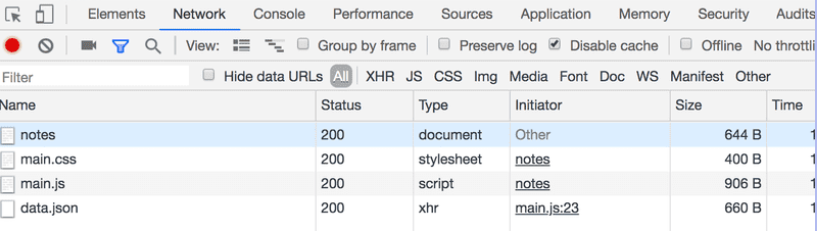 Elements Network Console Performance Sources Application Memory Security Audits
View: Group by frame Preserve log Disable cache Offline No throttli
Filter Hide data URLs All XHR JS CSS Img Media Font Doc WS Manifest Other
Name Status Type Initiator Size Time
notes 200 document Other 644 B 1
main.css 200 stylesheet notes 400 B 1
main.js 200 script notes 906 B 1
data.json 200 xhr main.js:23 660 B 1